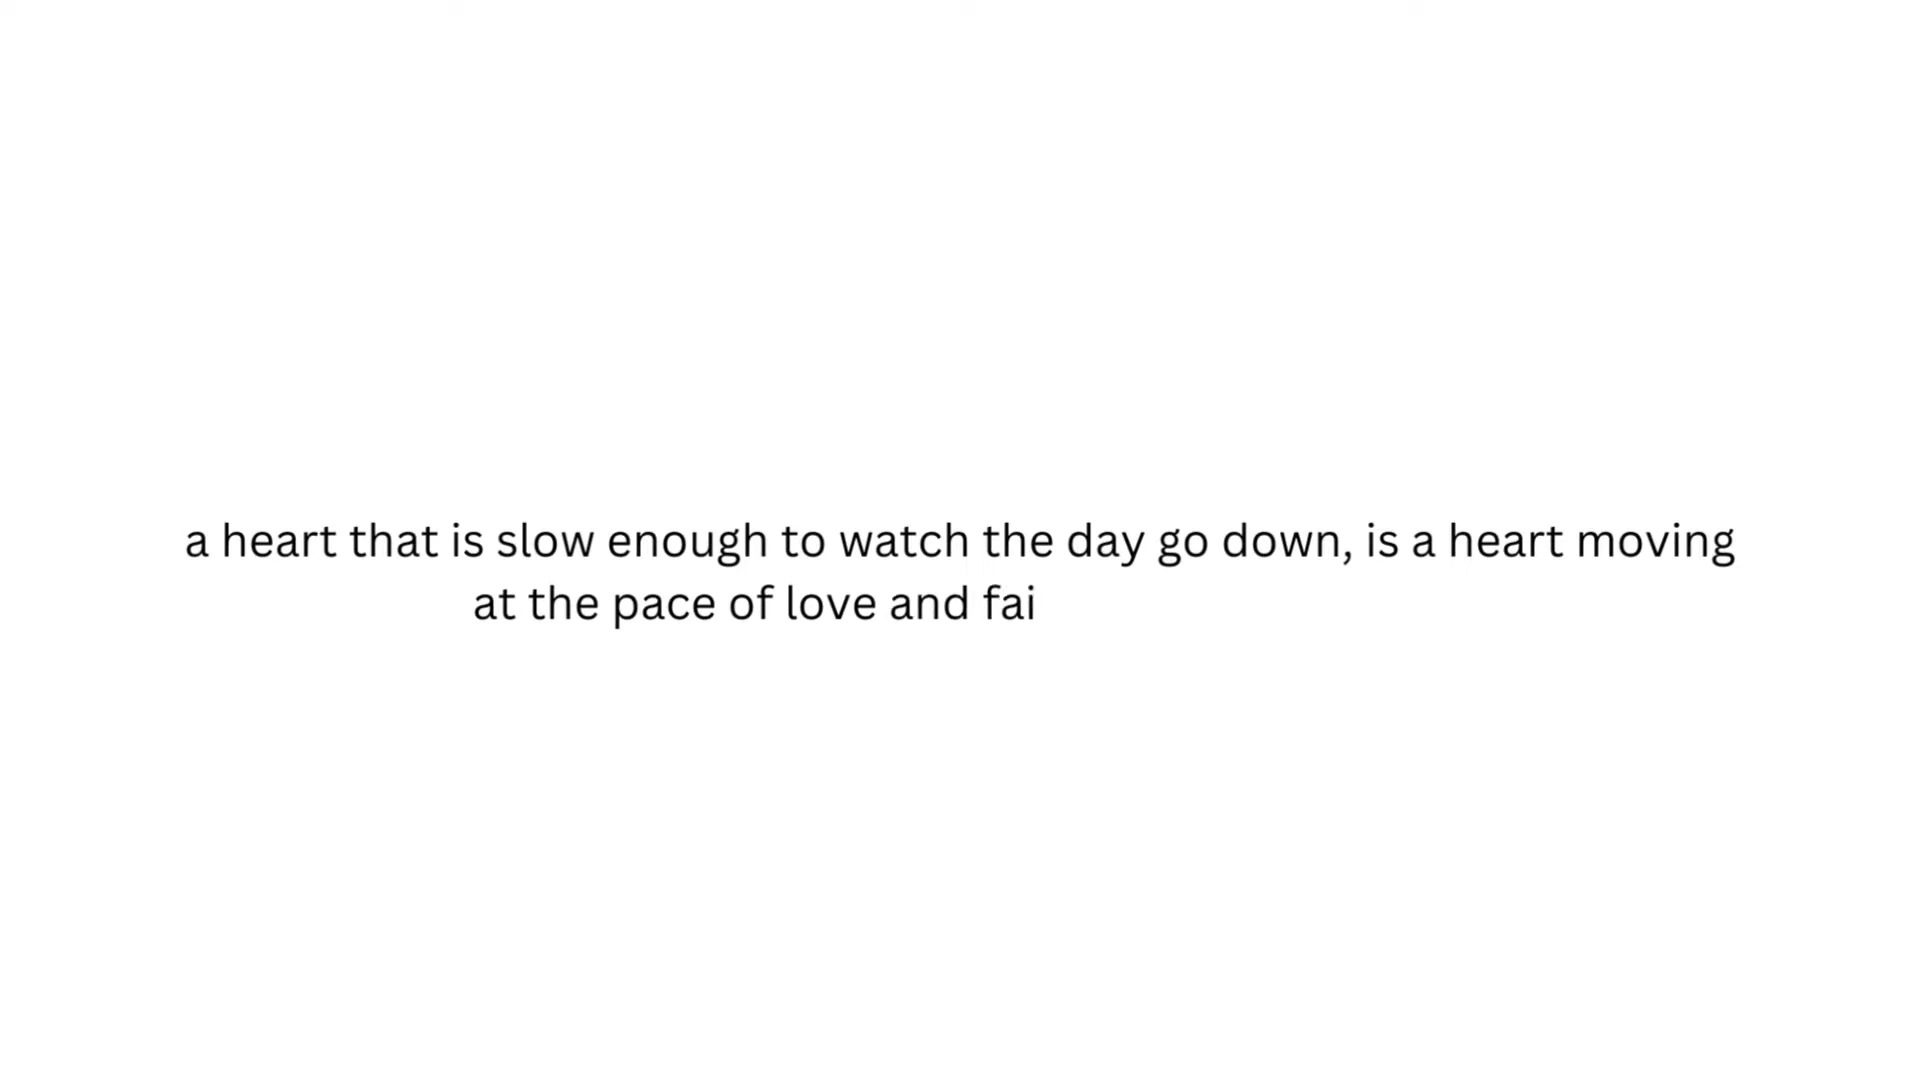 a heart that is slow enough to watch the day go down, is a heart moving
at the pace of love and fai